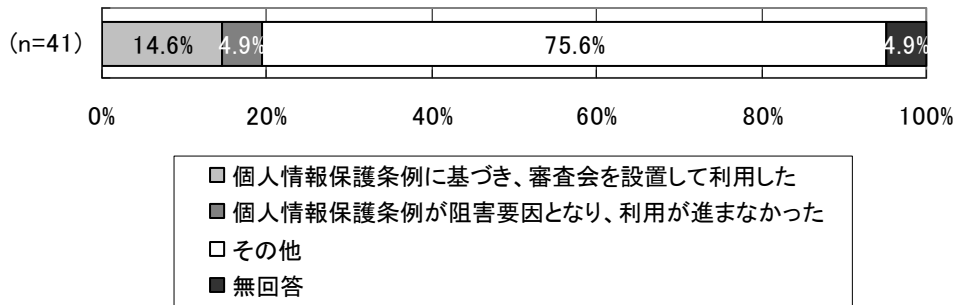 (n=41) 14.6% 4.9% 75.6% 4.9%
0% 20% 40% 60% 80% 100%
個人情報保護条例に基づき、審査会を設置して利用した
個人情報保護条例が阻害要因となり、利用が進まなかった
その他
無回答